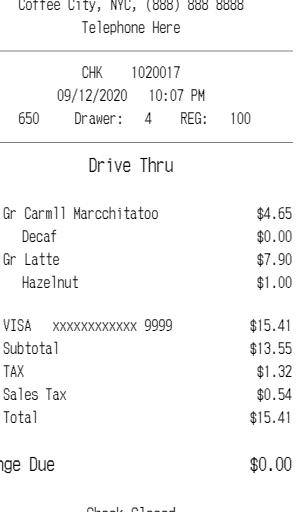 Coffee City, NYC, (888) 888 8888
Telephone Here
CHK 1020017
09/12/2020 10:07 PM
650 Drawer: 4 REG: 100
Drive Thru
Gr Carmll Marcchitatoo $4.65
Decaf $0.00
Gr Latte $7.90
Hazelnut $1.00
VISA xxxxxxxxxxxx 9999 $15.41
Subtotal $13.55
TAX $1.32
Sales Tax $0.54
Total $15.41
nge Due $0.00
Check Closed